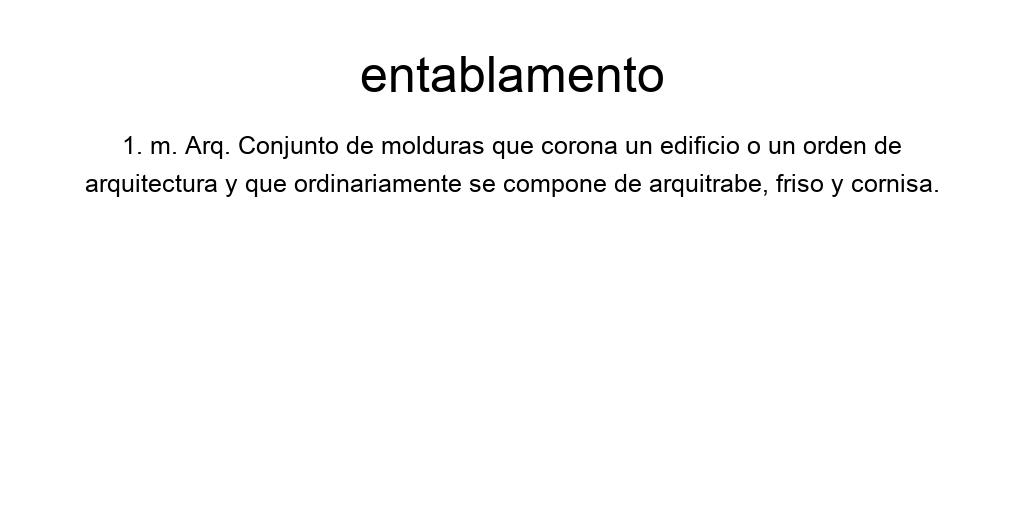 entablamento
1. m. Arq. Conjunto de molduras que corona un edificio o un orden de
arquitectura y que ordinariamente se compone de arquitrabe, friso y cornisa.